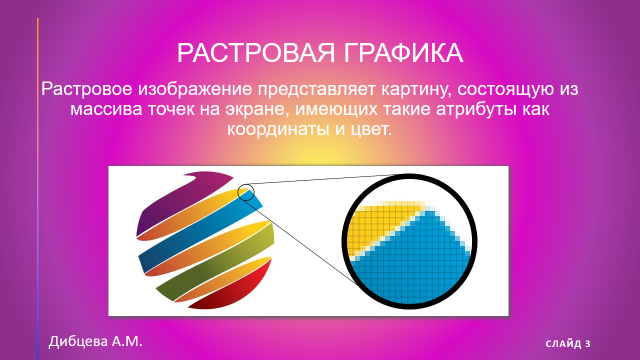 РАСТРОВАЯ ГРАФИКА
Растровое изображение представляет картину, состоящую из
массива точек на экране, имеющих такие атрибуты как
координаты и цвет.
Дибцева А.М.
СЛАЙД 3